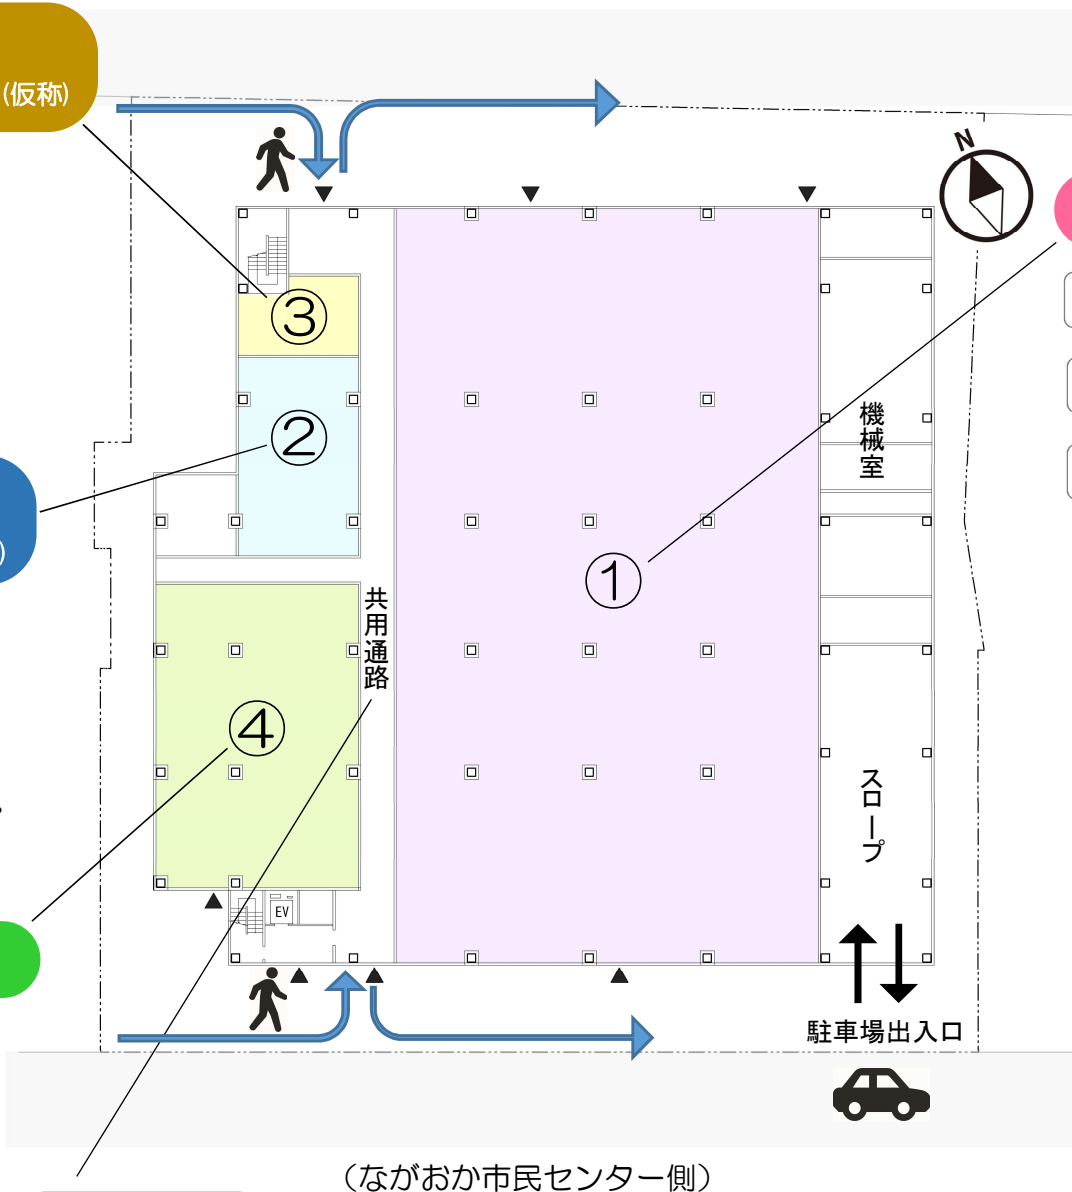 (仮称)
N
③
機械室
②
)
①
共用通路
④
スロープ
EV
駐車場出入口
（ながおか市民センター側）